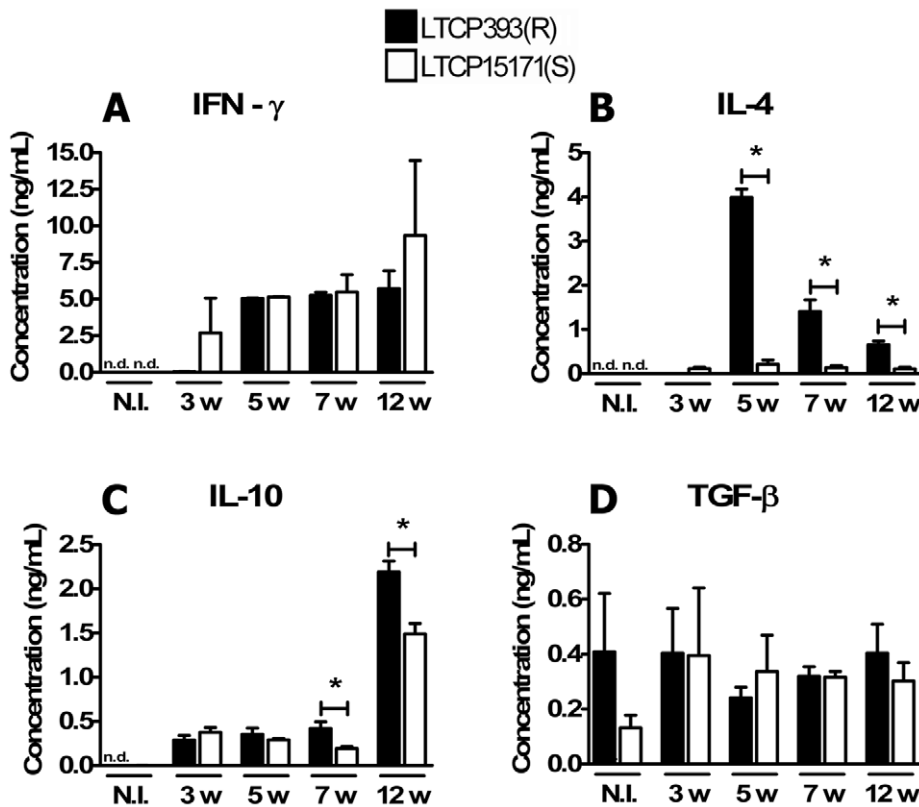 LTCP393(R)
LTCP15171(S)
A IFN - γ
Concentration (ng/mL)
15.0
12.5
10.0
7.5
5.0
2.5
0.0
n.d. n.d.
N.I. 3 w 5 w 7 w 12 w
B IL-4
Concentration (ng/mL)
5
4
3
2
1
0
n.d. n.d.
* * *
N.I. 3 w 5 w 7 w 12 w
C IL-10
Concentration (ng/mL)
2.5
2.0
1.5
1.0
0.5
0.0
n.d.
* *
N.I. 3 w 5 w 7 w 12 w
D TGF-β
Concentration (ng/mL)
0.8
0.6
0.4
0.2
0.0
N.I. 3 w 5 w 7 w 12 w